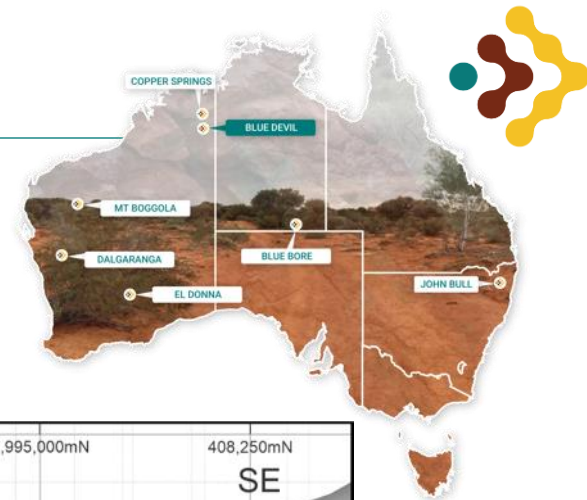 COPPER SPRINGS
BLUE DEVIL
MT BOGGOLA
DALGARANGA
BLUE BORE
JOHN BULL
EL DONNA
,995,000mN
408,250mN
SE